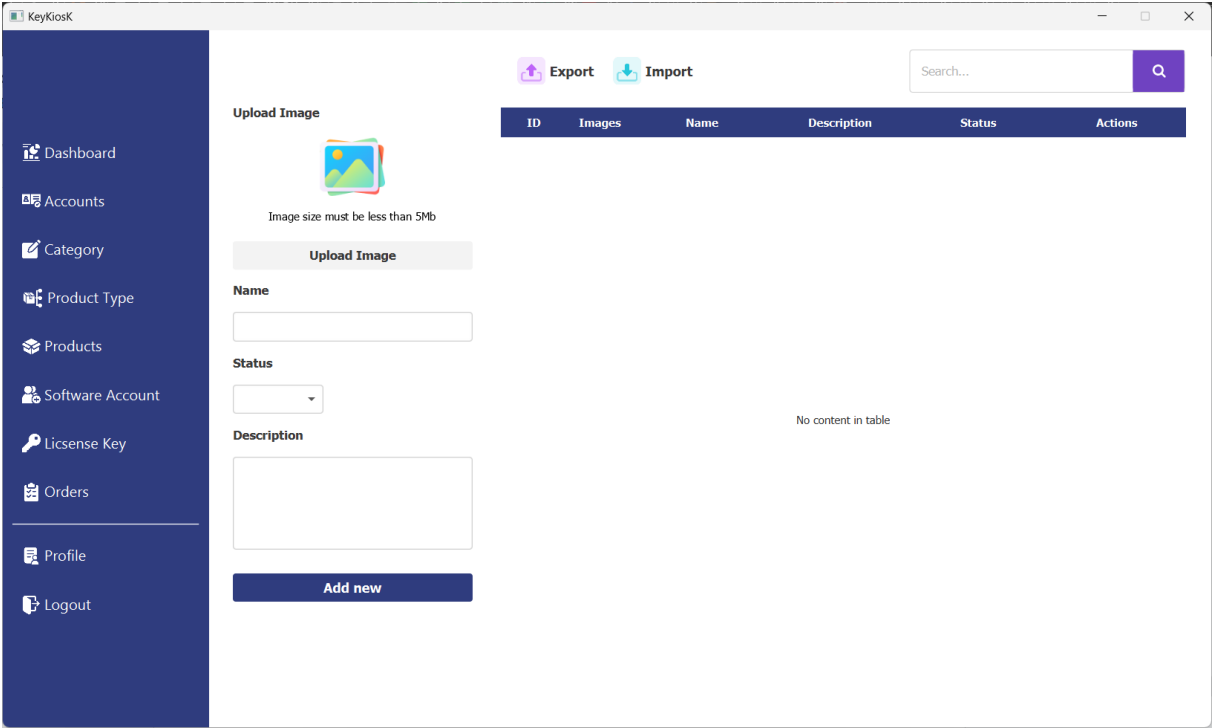 KeyKiosK
Dashboard
Accounts
Category
Product Type
Products
Software Account
Licsense Key
Orders
Profile
Logout
Upload Image
Image size must be less than 5Mb
Upload Image
Name
Status
Description
Add new
Export Import Search...
ID Images Name Description Status Actions
No content in table